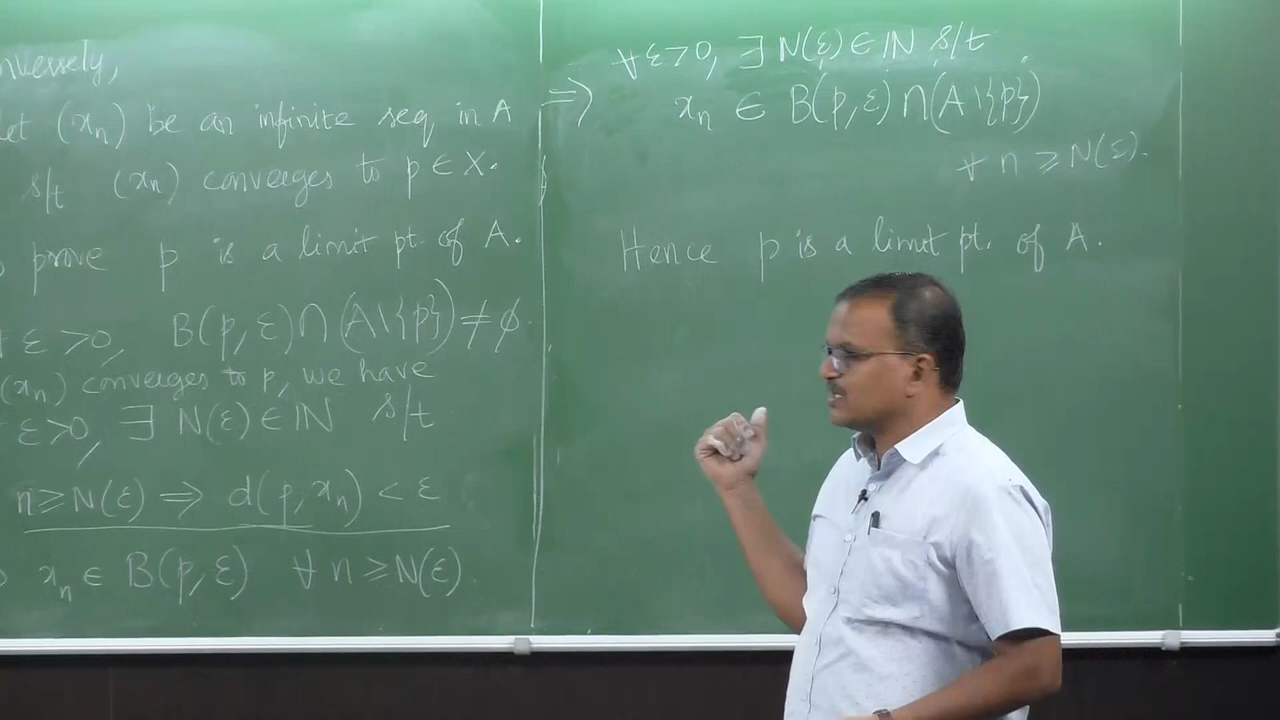 nversely,
Let (xₙ) be an infinite seq in A
s/t (xₙ) converges to p ∈ X.
prove p is a limit pt. of A.
ε > 0, B(p, ε) ∩ (A \ {p}) ≠ ϕ
(xₙ) converges to p, we have
ε > 0, ∃ N(ε) ∈ ℕ s/t
n ≥ N(ε) ⇒ d(p, xₙ) < ε
xₙ ∈ B(p, ε) ∀ n ≥ N(ε).
∀ ε > 0, ∃ N(ε) ∈ ℕ s/t
⇒ xₙ ∈ B(p, ε) ∩ (A \ {p})
∀ n ≥ N(ε).
Hence p is a limit pt. of A.